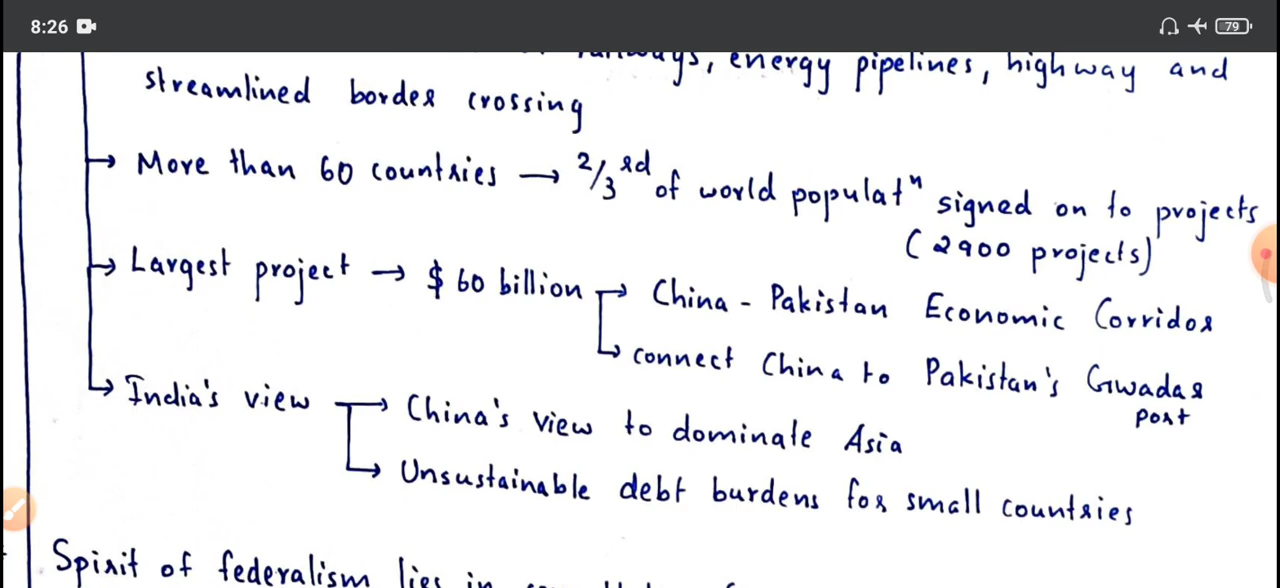 8:26
79
railways, energy pipelines, highway and
streamlined border crossing
→ More than 60 countries → 2/3rd of world populatⁿ signed on to projects
(2900 projects)
→ Largest project → $ 60 billion → China - Pakistan Economic Corridor
↳ connect China to Pakistan's Gwadar
port
↳ India's view → China's view to dominate Asia
↳ Unsustainable debt burdens for small countries
Spirit of federalism lies in